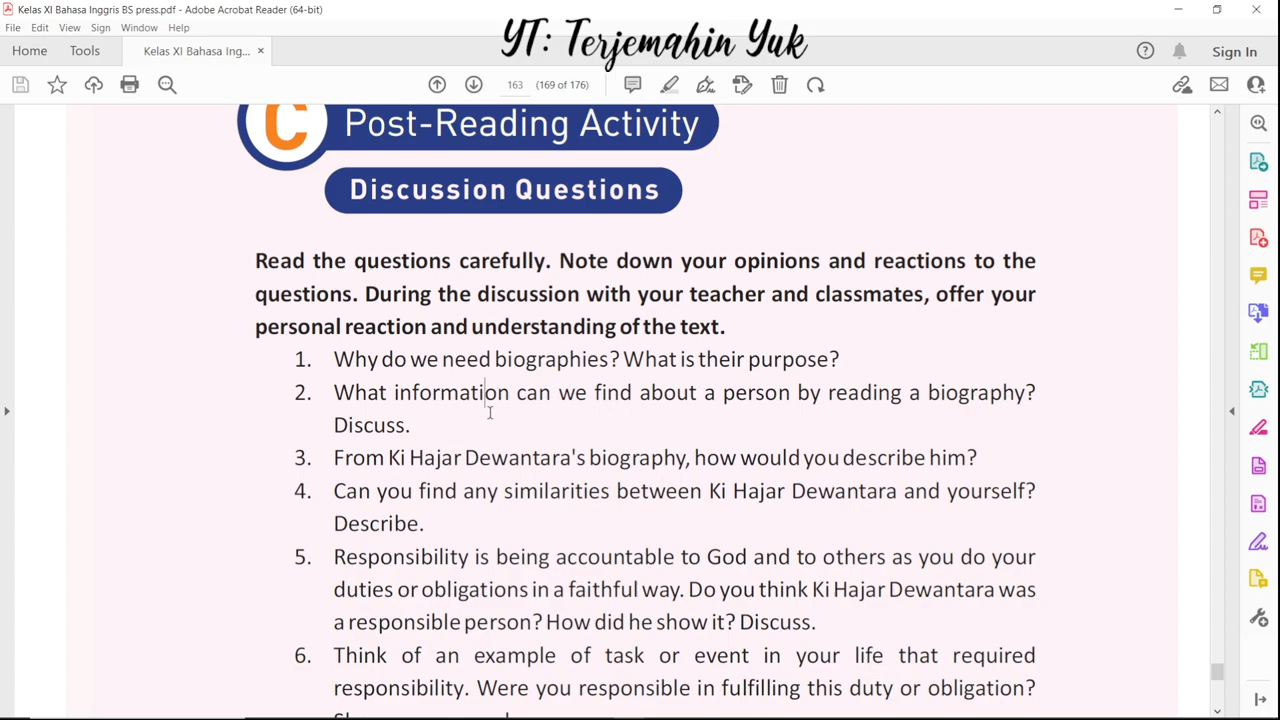 Kelas XI Bahasa Inggris BS press.pdf - Adobe Acrobat Reader (64-bit)
File Edit View Sign Window Help
YT: Terjemahin Yuk
Home Tools Kelas XI Bahasa Ing... × Sign In
163 (169 of 176)
C Post-Reading Activity
Discussion Questions
Read the questions carefully. Note down your opinions and reactions to the
questions. During the discussion with your teacher and classmates, offer your
personal reaction and understanding of the text.
1. Why do we need biographies? What is their purpose?
2. What information can we find about a person by reading a biography?
Discuss.
3. From Ki Hajar Dewantara's biography, how would you describe him?
4. Can you find any similarities between Ki Hajar Dewantara and yourself?
Describe.
5. Responsibility is being accountable to God and to others as you do your
duties or obligations in a faithful way. Do you think Ki Hajar Dewantara was
a responsible person? How did he show it? Discuss.
6. Think of an example of task or event in your life that required
responsibility. Were you responsible in fulfilling this duty or obligation?